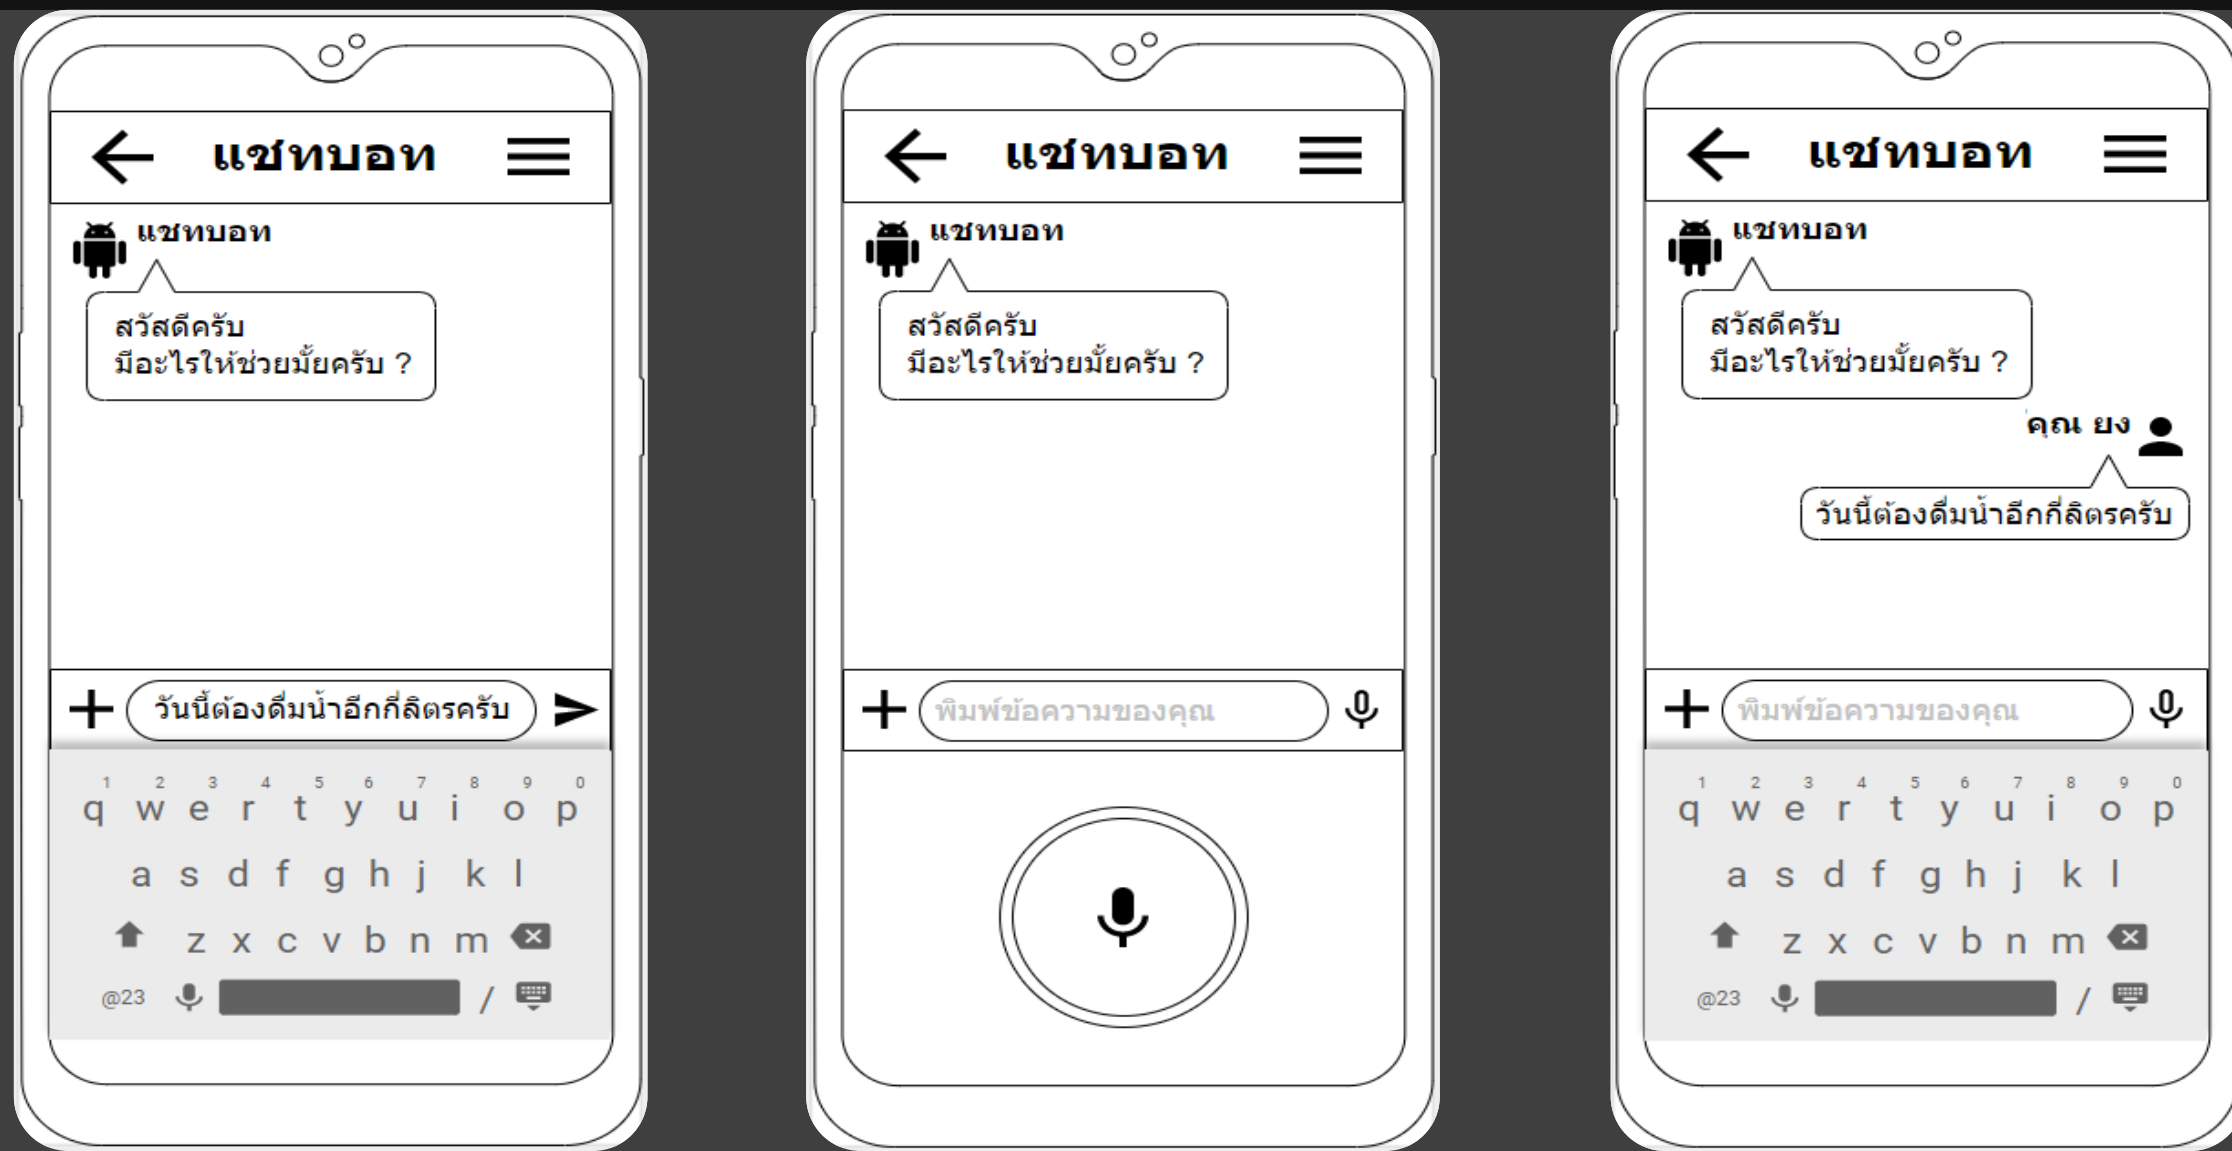 แชทบอท
แชทบอท
สวัสดีครับ
มีอะไรให้ช่วยมั้ยครับ ?
วันนี้ต้องดื่มน้ำอีกกี่ลิตรครับ
1 2 3 4 5 6 7 8 9 0
q w e r t y u i o p
a s d f g h j k l
z x c v b n m
@23 /
แชทบอท
แชทบอท
สวัสดีครับ
มีอะไรให้ช่วยมั้ยครับ ?
พิมพ์ข้อความของคุณ
แชทบอท
แชทบอท
สวัสดีครับ
มีอะไรให้ช่วยมั้ยครับ ?
คุณ ยง
วันนี้ต้องดื่มน้ำอีกกี่ลิตรครับ
พิมพ์ข้อความของคุณ
1 2 3 4 5 6 7 8 9 0
q w e r t y u i o p
a s d f g h j k l
z x c v b n m
@23 /